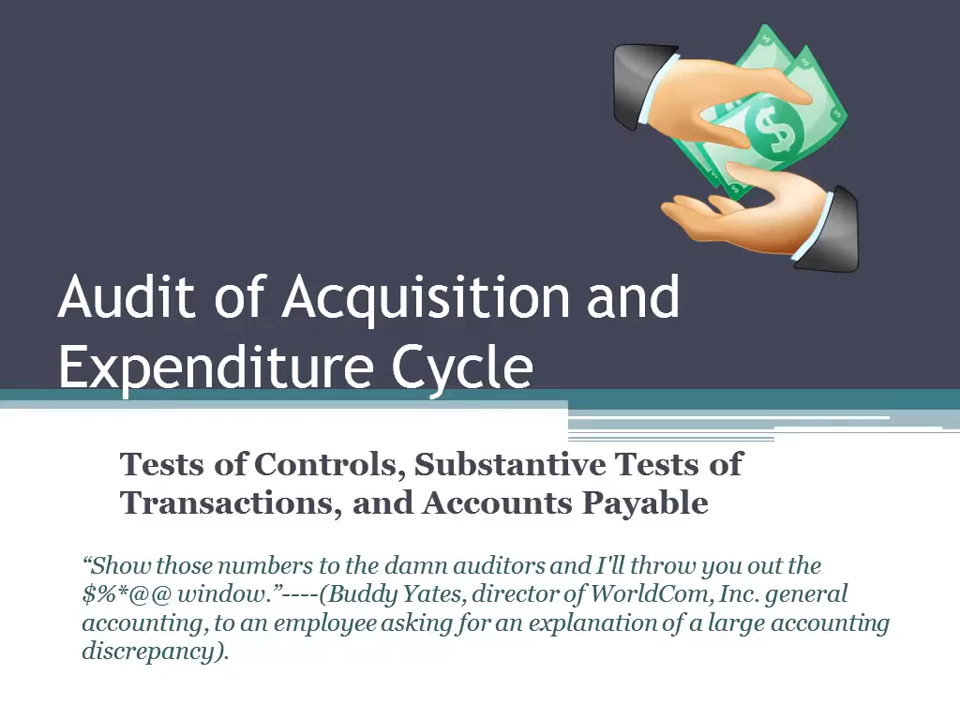 Audit of Acquisition and
Expenditure Cycle
Tests of Controls, Substantive Tests of
Transactions, and Accounts Payable
“Show those numbers to the damn auditors and I'll throw you out the
$%*@@ window.”----(Buddy Yates, director of WorldCom, Inc. general
accounting, to an employee asking for an explanation of a large accounting
discrepancy).